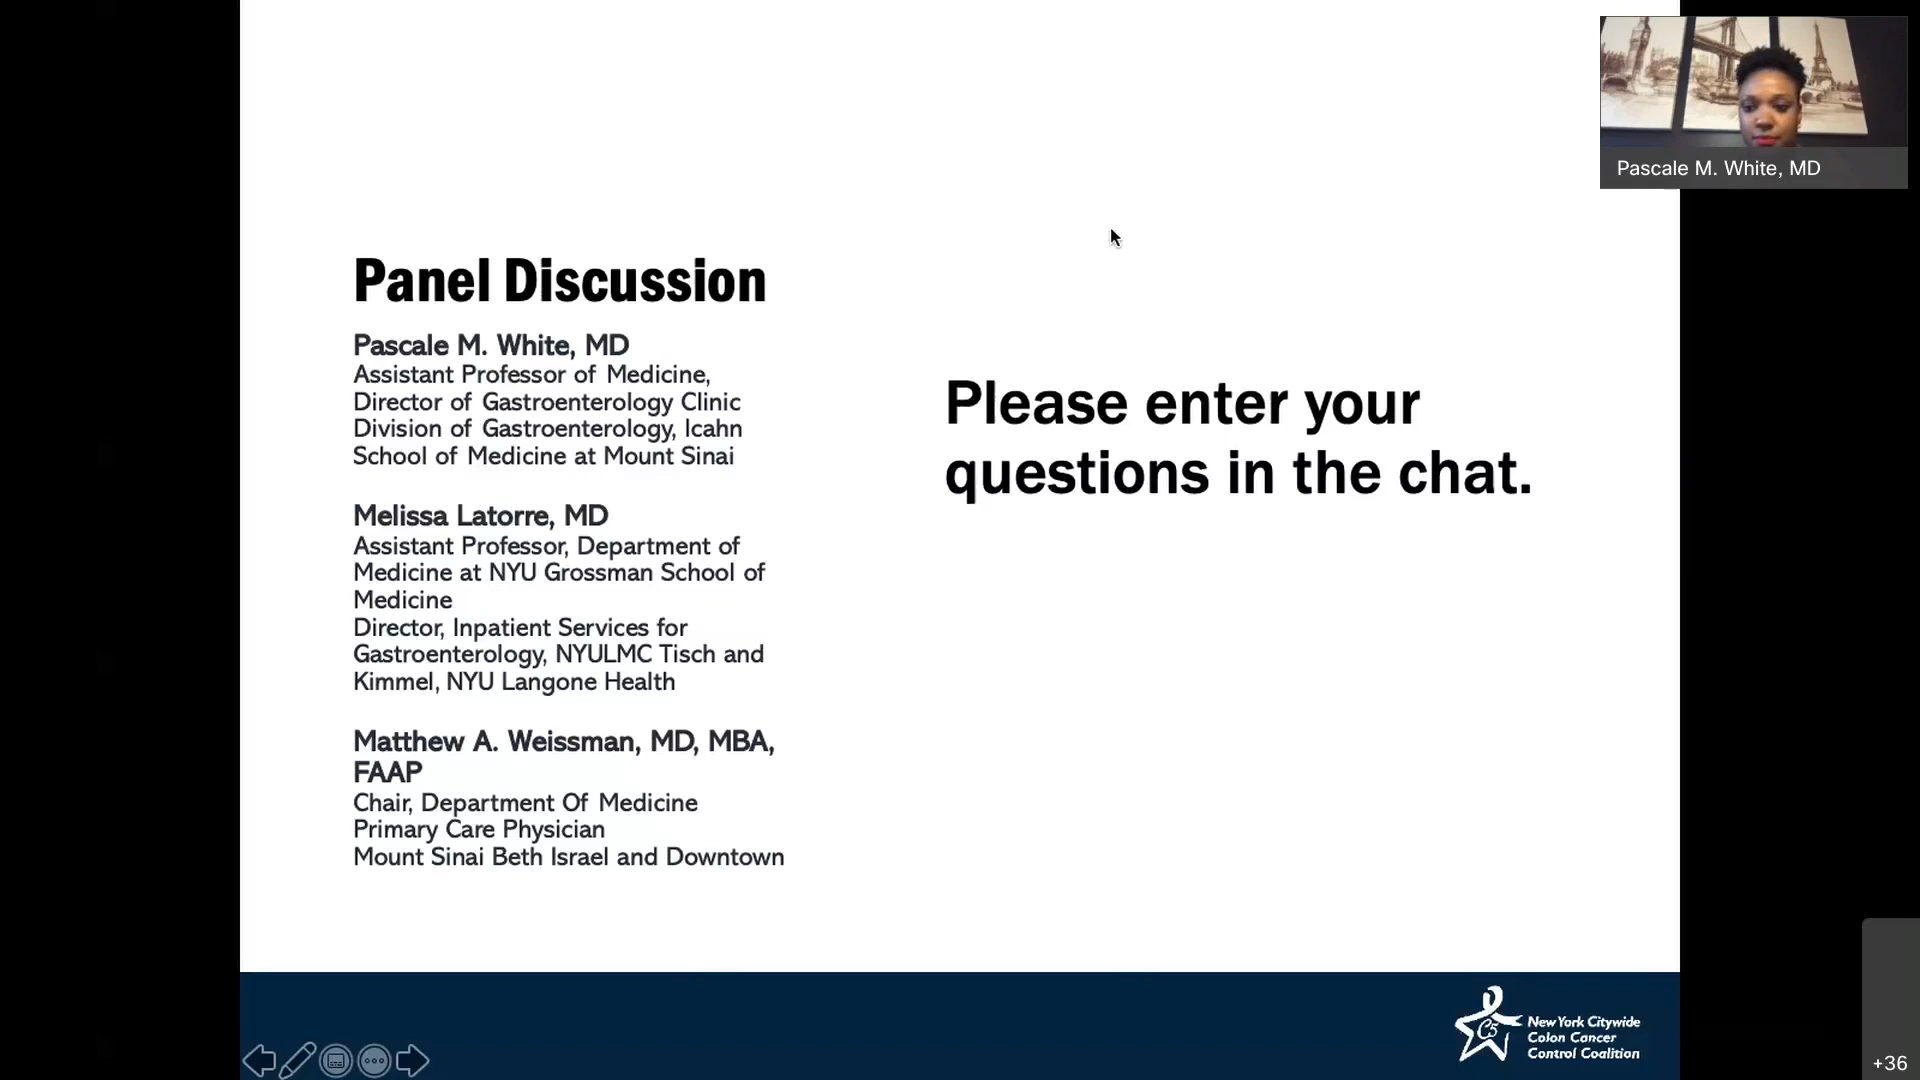 Panel Discussion
Pascale M. White, MD
Assistant Professor of Medicine,
Director of Gastroenterology Clinic
Division of Gastroenterology, Icahn
School of Medicine at Mount Sinai
Melissa Latorre, MD
Assistant Professor, Department of
Medicine at NYU Grossman School of
Medicine
Director, Inpatient Services for
Gastroenterology, NYULMC Tisch and
Kimmel, NYU Langone Health
Matthew A. Weissman, MD, MBA,
FAAP
Chair, Department Of Medicine
Primary Care Physician
Mount Sinai Beth Israel and Downtown
Please enter your
questions in the chat.
Pascale M. White, MD
C5
New York Citywide
Colon Cancer
Control Coalition
+36